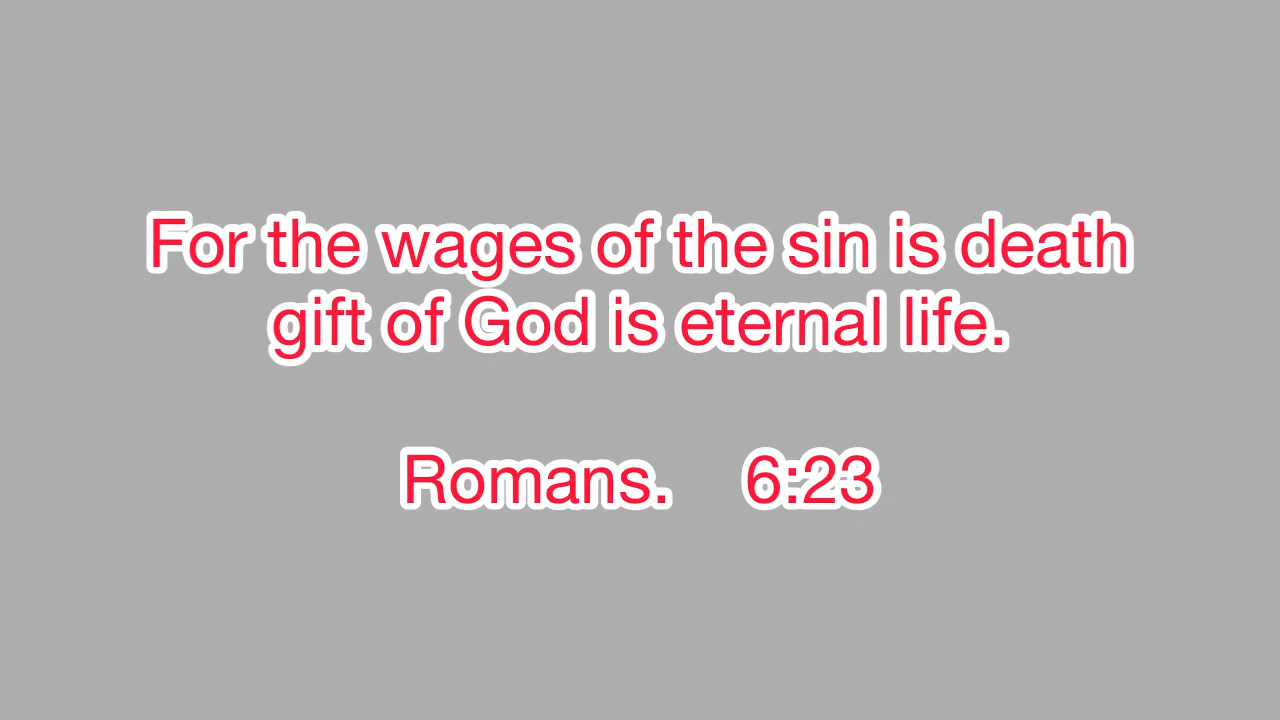 For the wages of the sin is death
gift of God is eternal life.
Romans. 6:23